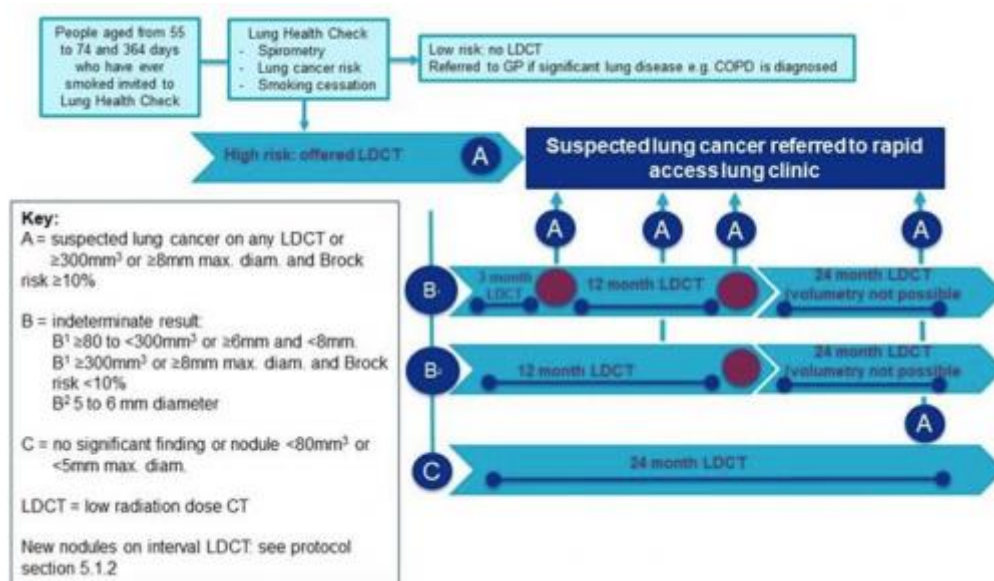 People aged from 55
to 74 and 364 days
who have ever
smoked invited to
Lung Health Check
Lung Health Check
- Spirometry
- Lung cancer risk
- Smoking cessation
Low risk: no LDCT
Referred to GP if significant lung disease e.g. COPD is diagnosed
High risk: offered LDCT
A
Suspected lung cancer referred to rapid
access lung clinic
Key:
A = suspected lung cancer on any LDCT or
≥300mm³ or ≥8mm max. diam. and Brock
risk ≥10%
B = indeterminate result:
B¹ ≥80 to <300mm³ or ≥6mm and <8mm.
B¹ ≥300mm³ or ≥8mm max. diam. and Brock
risk <10%
B² 5 to 6 mm diameter
C = no significant finding or nodule <80mm³ or
<5mm max. diam.
LDCT = low radiation dose CT
New nodules on interval LDCT: see protocol
section 5.1.2
A
A
A
A
B
3 month
LDCT
12 month LDCT
24 month LDCT
/volumetry not possible
B
12 month LDCT
24 month LDCT
/volumetry not possible
A
C
24 month LDCT